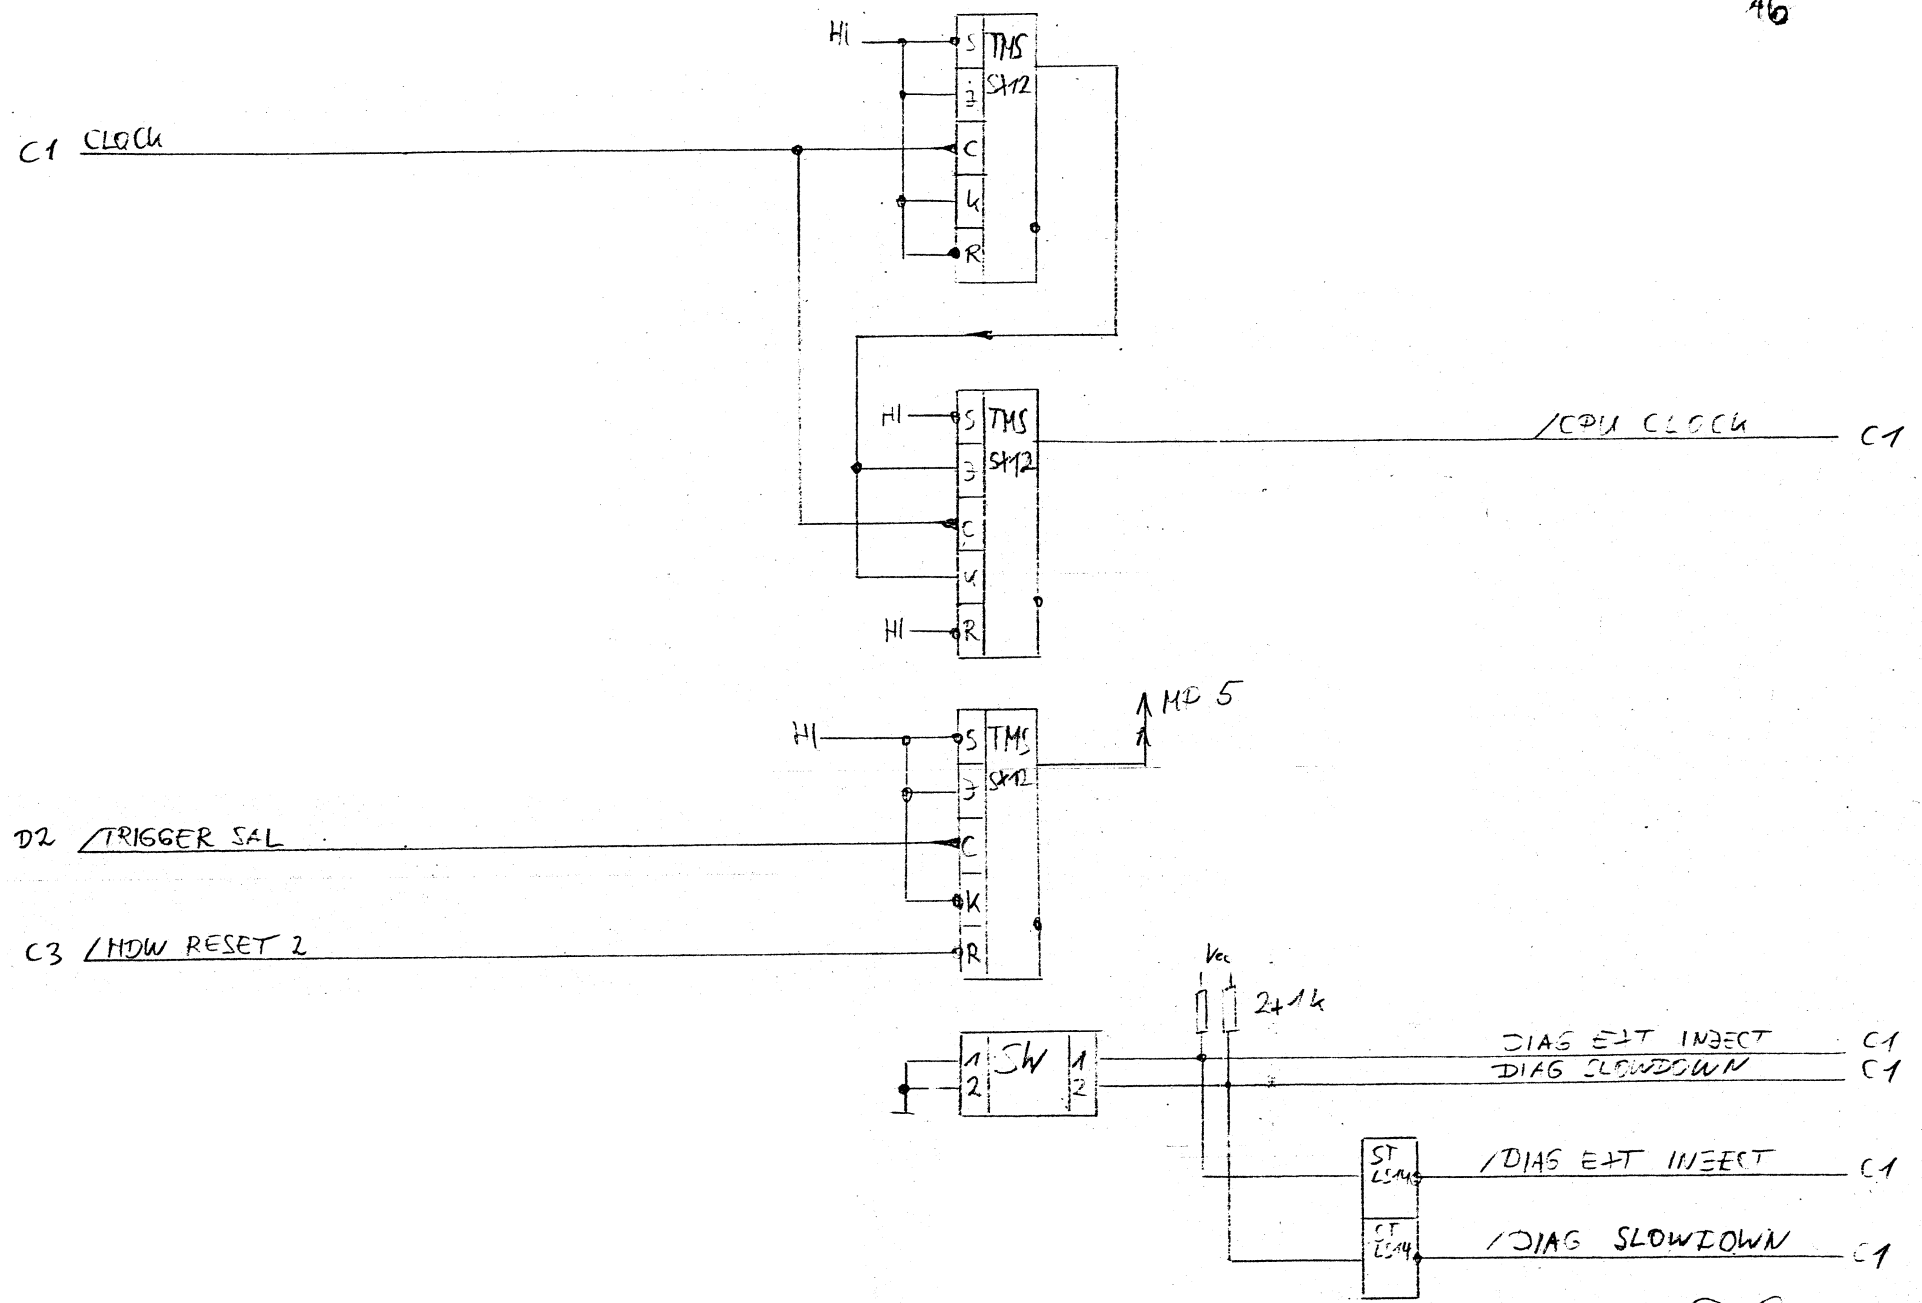 46
Hi
S TMS
J S112
C1 CLOCK
C
K
R
HI
S TMS
J S112
/CPU CLOCK C1
C
K
HI
R
MP 5
HI
S TMS
J S112
D2 /TRIGGER SAL
C
K
C3 /HDW RESET 2
R
Vcc
2x1k
1 SW 1
2 2
DIAG EXT INJECT C1
DIAG SLOWDOWN C1
ST
LS14
/DIAG EXT INJECT C1
ST
LS14
/DIAG SLOWDOWN C1